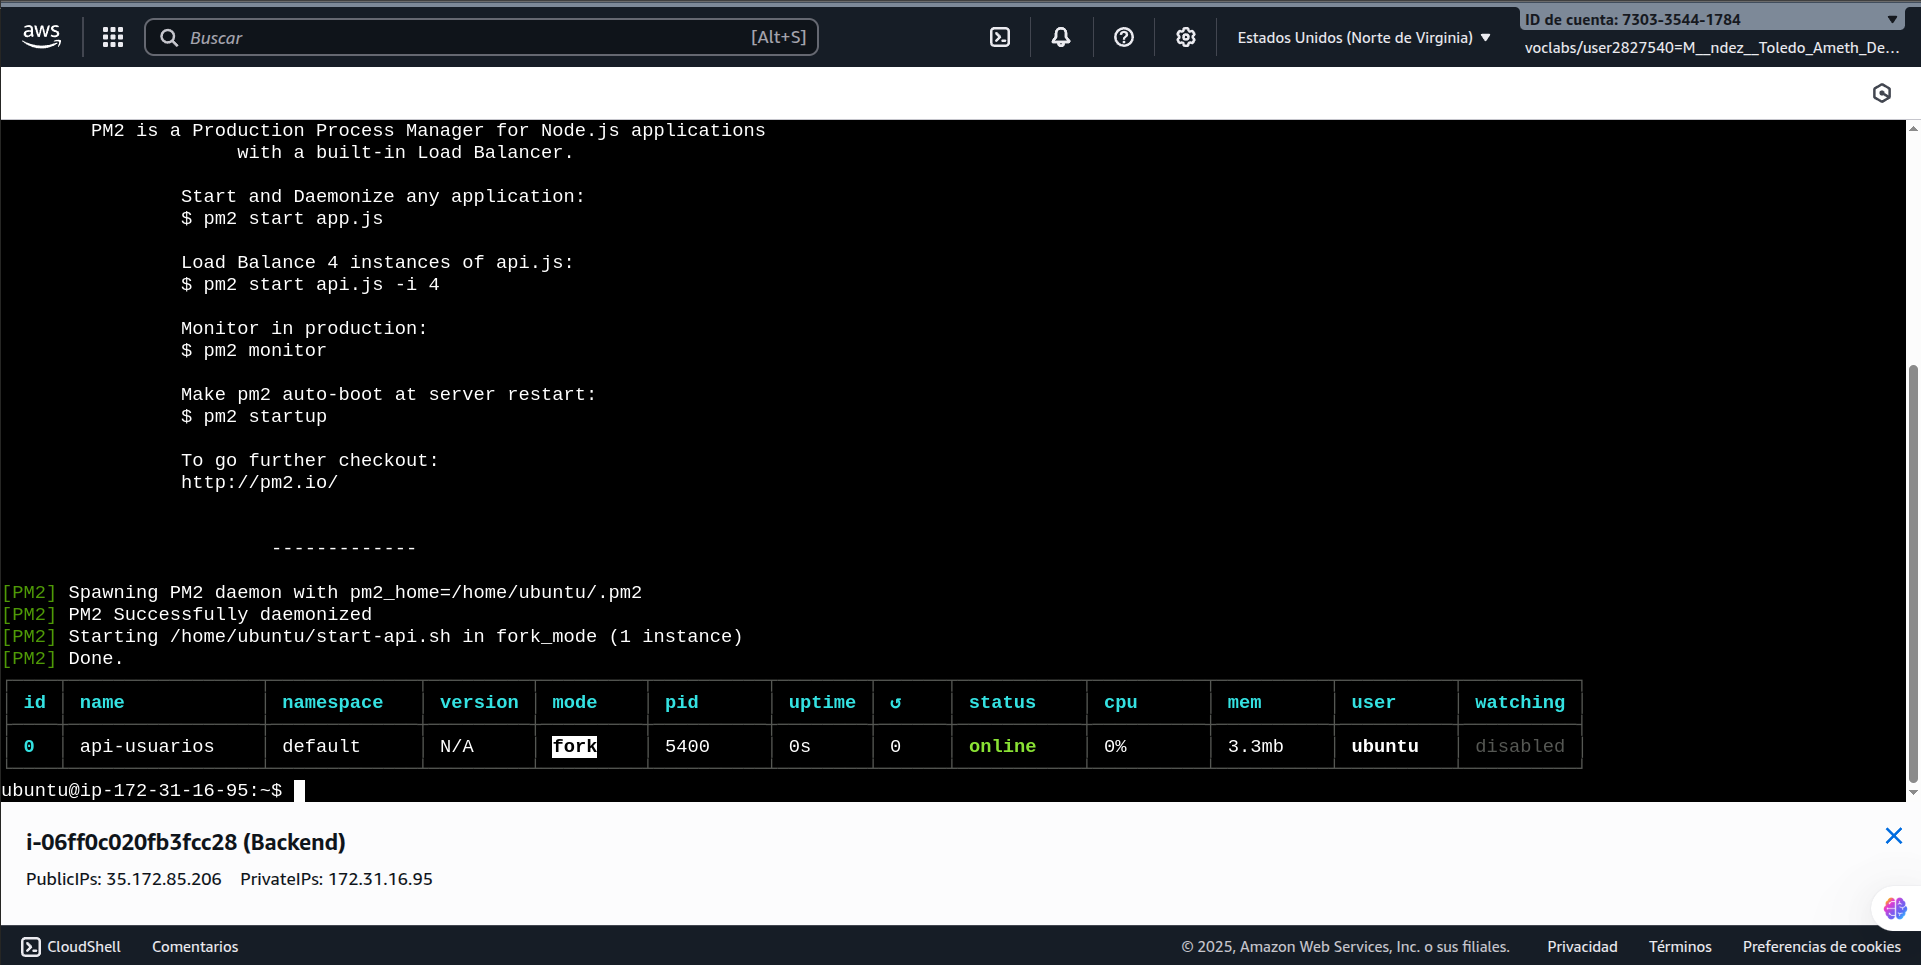 aws
Buscar [Alt+S]
Estados Unidos (Norte de Virginia)
ID de cuenta: 7303-3544-1784
voclabs/user2827540=M__ndez__Toledo_Ameth_De...
PM2 is a Production Process Manager for Node.js applications
with a built-in Load Balancer.
Start and Daemonize any application:
$ pm2 start app.js
Load Balance 4 instances of api.js:
$ pm2 start api.js -i 4
Monitor in production:
$ pm2 monitor
Make pm2 auto-boot at server restart:
$ pm2 startup
To go further checkout:
http://pm2.io/
-------------
[PM2] Spawning PM2 daemon with pm2_home=/home/ubuntu/.pm2
[PM2] PM2 Successfully daemonized
[PM2] Starting /home/ubuntu/start-api.sh in fork_mode (1 instance)
[PM2] Done.
id name namespace version mode pid uptime ↺ status cpu mem user watching
0 api-usuarios default N/A fork 5400 0s 0 online 0% 3.3mb ubuntu disabled
ubuntu@ip-172-31-16-95:~$
i-06ff0c020fb3fcc28 (Backend)
PublicIPs: 35.172.85.206 PrivateIPs: 172.31.16.95
CloudShell Comentarios © 2025, Amazon Web Services, Inc. o sus filiales. Privacidad Términos Preferencias de cookies